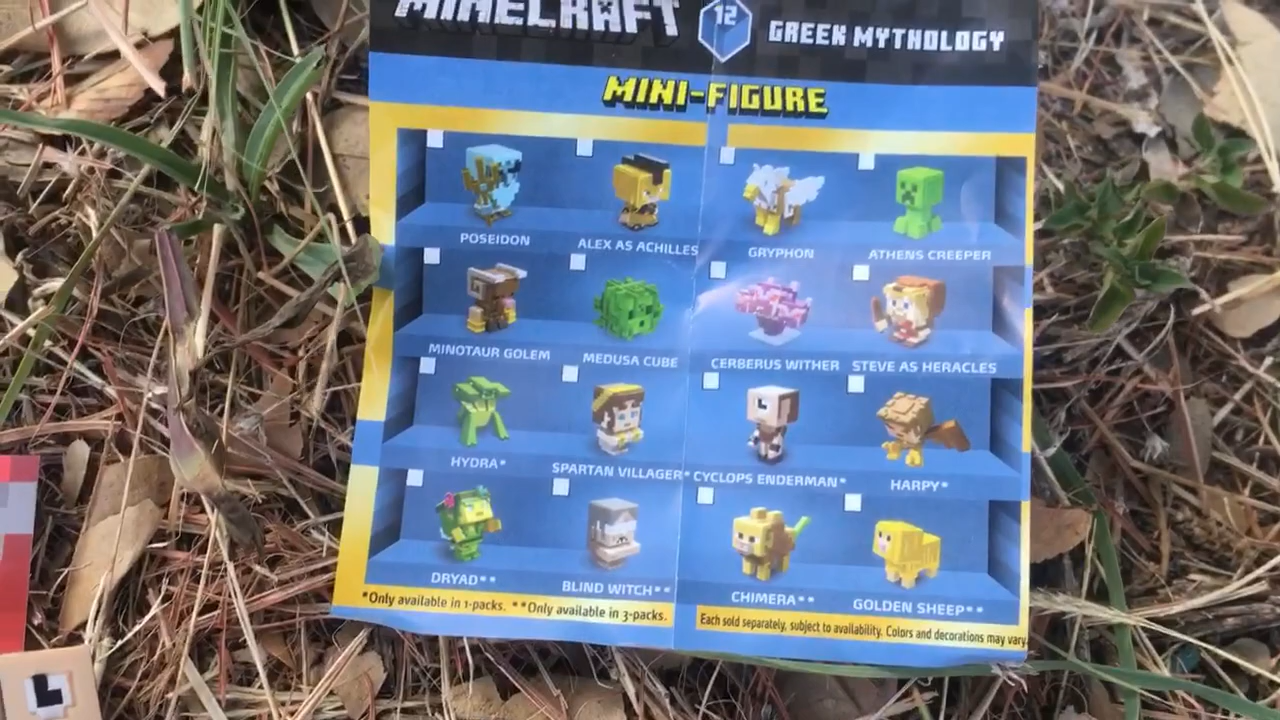 MINECRAFT 12 GREEK MYTHOLOGY
MINI-FIGURE
POSEIDON ALEX AS ACHILLES GRYPHON ATHENS CREEPER
MINOTAUR GOLEM MEDUSA CUBE CERBERUS WITHER STEVE AS HERACLES
HYDRA* SPARTAN VILLAGER* CYCLOPS ENDERMAN* HARPY*
DRYAD** BLIND WITCH** CHIMERA** GOLDEN SHEEP**
*Only available in 1-packs. **Only available in 3-packs. Each sold separately, subject to availability. Colors and decorations may vary